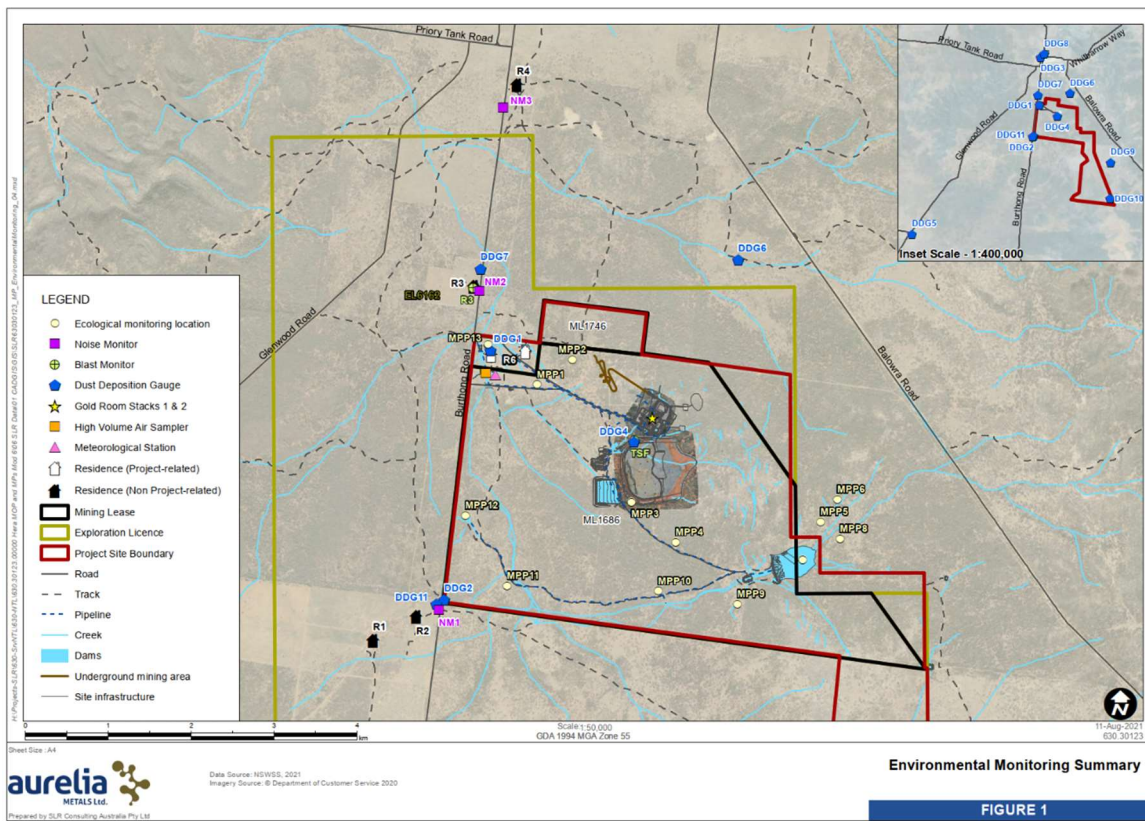 Priory Tank Road
R4
NM3
Glenwood Road
DDG7
DDG6
R3
NM2
R3
EL6162
ML1746
MPP13
DDG1
R6
MPP2
MPP1
Burthong Road
Balowra Road
DDG4
TSF
MPP12
MPP3
ML1686
MPP6
MPP5
MPP4
MPP8
MPP11
MPP10
MPP9
DDG2
DDG11
NM1
R1
R2
Priory Tank Road
DDG8
Whitbarrow Way
DDG3
DDG7
DDG6
DDG1
DDG4
Balowra Road
Glenwood Road
DDG11
DDG2
DDG9
Burthong Road
DDG10
DDG5
Inset Scale - 1:400,000
LEGEND
Ecological monitoring location
Noise Monitor
Blast Monitor
Dust Deposition Gauge
Gold Room Stacks 1 & 2
High Volume Air Sampler
Meteorological Station
Residence (Project-related)
Residence (Non Project-related)
Mining Lease
Exploration Licence
Project Site Boundary
Road
Track
Pipeline
Creek
Dams
Underground mining area
Site infrastructure
0 1 2 3 4
km
Scale:1:50,000
GDA 1994 MGA Zone 55
N
11-Aug-2021
630.30123
Sheet Size : A4
aurelia
METALS Ltd.
Prepared by SLR Consulting Australia Pty Ltd
Data Source: NSWSS, 2021
Imagery Source: © Department of Customer Service 2020
Environmental Monitoring Summary
FIGURE 1